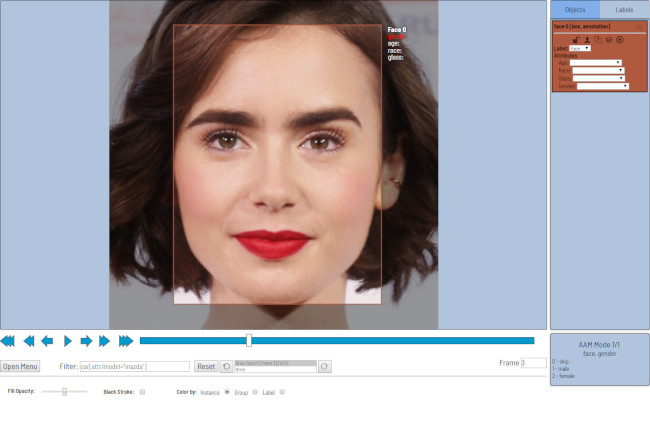 Objects
Labels
Face 0
age:
race:
glass:
face 0 [box, annotation]
Label: face
Attributes
Age:
Race:
Glass:
Gender:
AAM Mode 1/1
face, gender
0 - skip
1 - male
2 - female
Open Menu
Filter: car[attr/model="mazda"]
Reset
None
Frame 3
Fill Opacity:
Black Stroke:
Color by: Instance Group Label